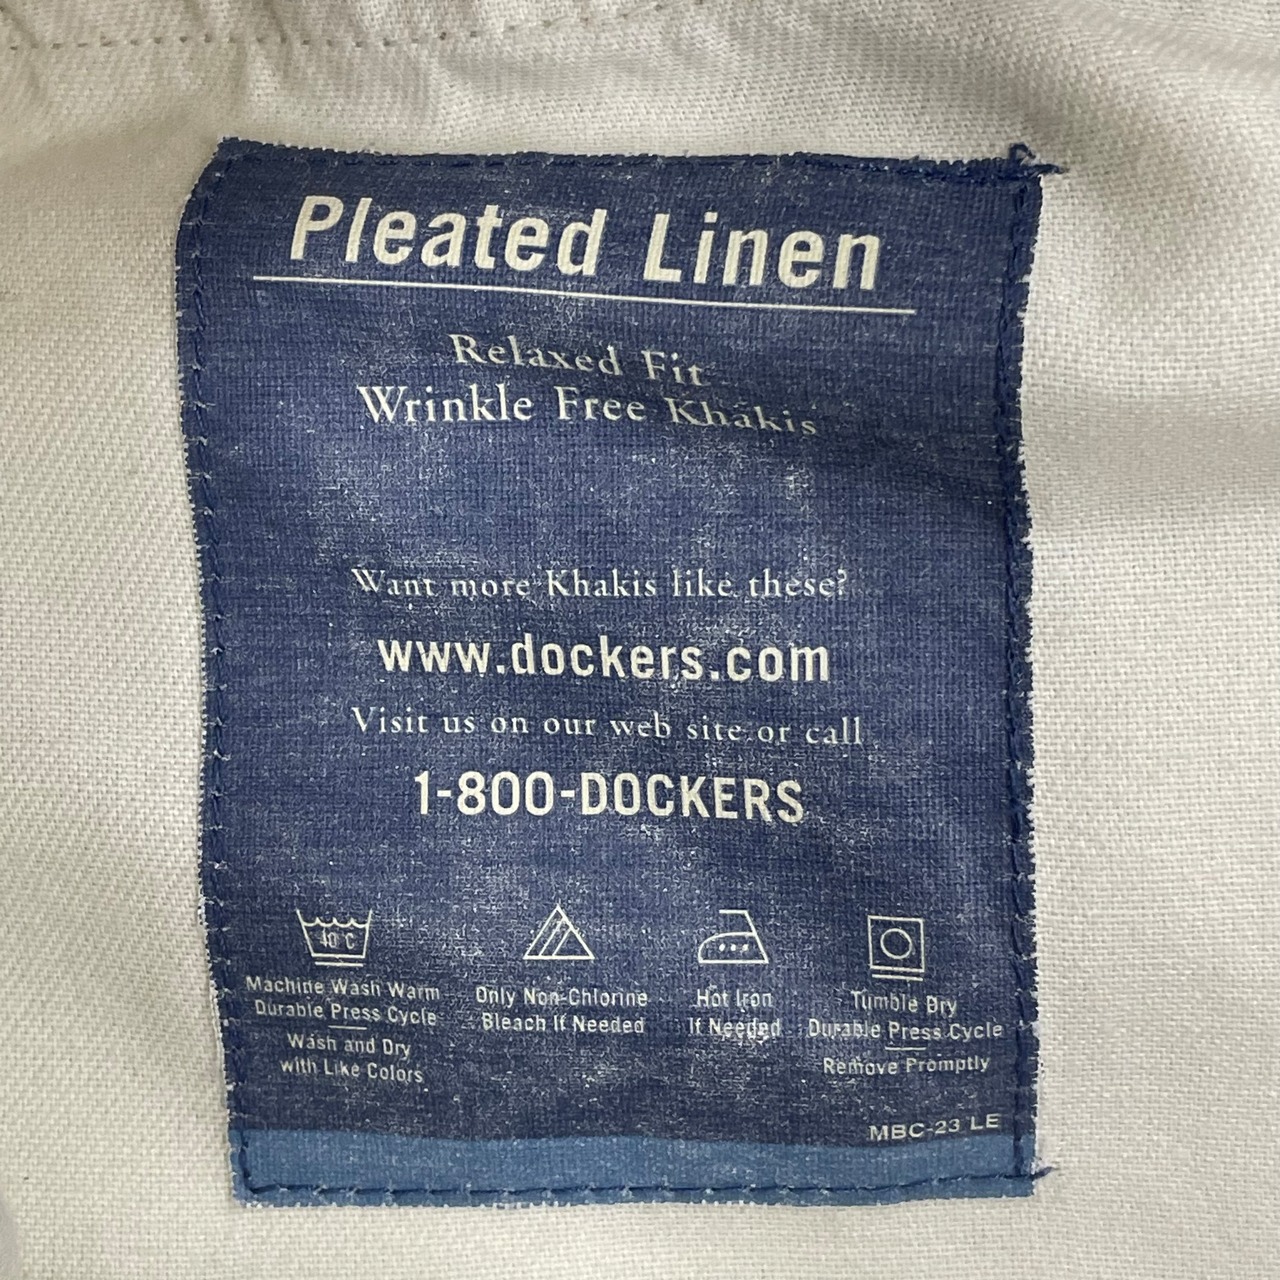 Pleated Linen
Relaxed Fit
Wrinkle Free Khakis
Want more Khakis like these?
www.dockers.com
Visit us on our web site or call
1-800-DOCKERS
40°C
Machine Wash Warm
Durable Press Cycle
Wash and Dry
with Like Colors
Only Non-Chlorine
Bleach If Needed
Hot Iron
If Needed
Tumble Dry
Durable Press Cycle
Remove Promptly
MBC-23 LE